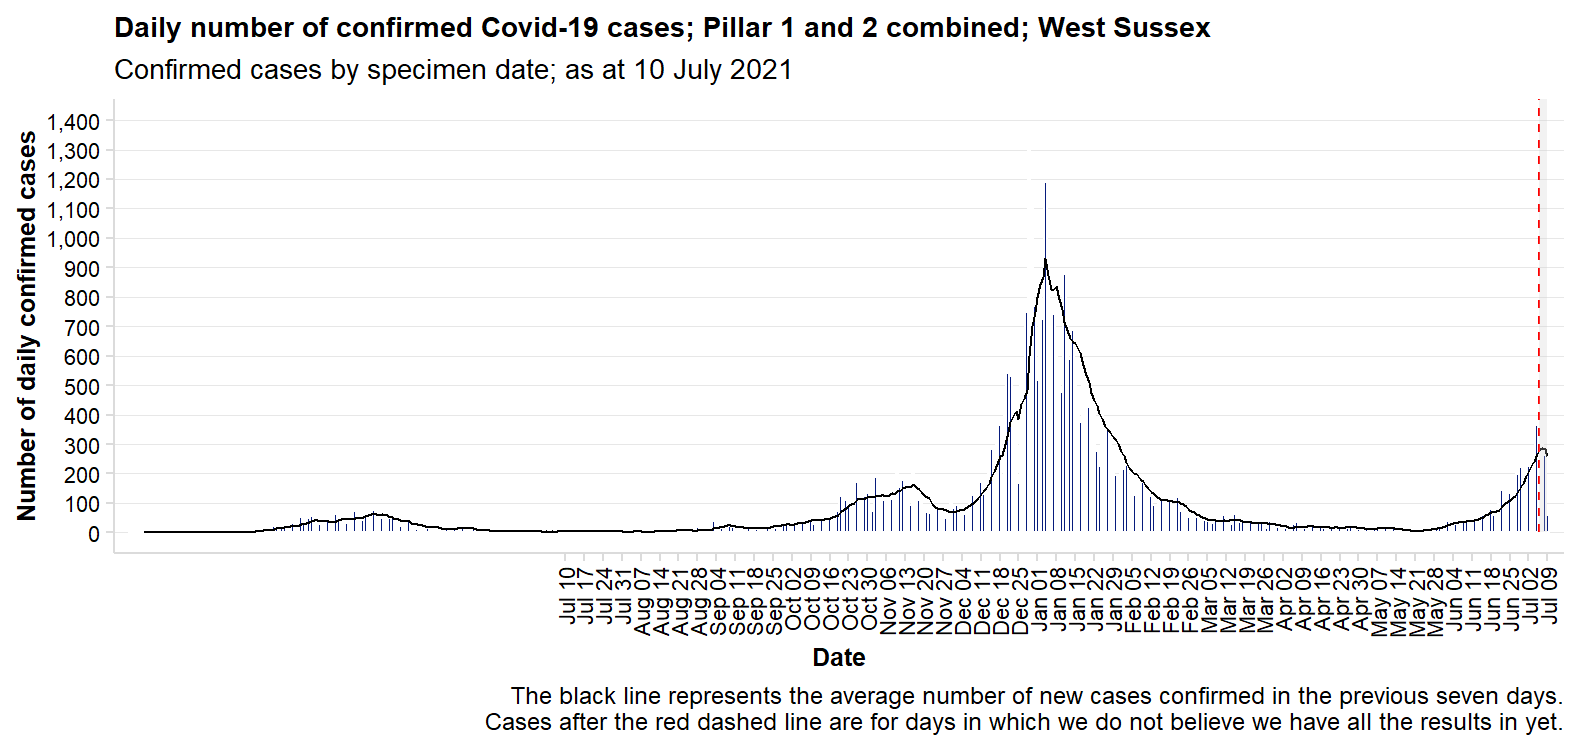 Daily number of confirmed Covid-19 cases; Pillar 1 and 2 combined; West Sussex
Confirmed cases by specimen date; as at 10 July 2021
Number of daily confirmed cases
1,400
1,300
1,200
1,100
1,000
900
800
700
600
500
400
300
200
100
0
Jul 10
Jul 17
Jul 24
Jul 31
Aug 07
Aug 14
Aug 21
Aug 28
Sep 04
Sep 11
Sep 18
Sep 25
Oct 02
Oct 09
Oct 16
Oct 23
Oct 30
Nov 06
Nov 13
Nov 20
Nov 27
Dec 04
Dec 11
Dec 18
Dec 25
Jan 01
Jan 08
Jan 15
Jan 22
Jan 29
Feb 05
Feb 12
Feb 19
Feb 26
Mar 05
Mar 12
Mar 19
Mar 26
Apr 02
Apr 09
Apr 16
Apr 23
Apr 30
May 07
May 14
May 21
May 28
Jun 04
Jun 11
Jun 18
Jun 25
Jul 02
Jul 09
Date
The black line represents the average number of new cases confirmed in the previous seven days.
Cases after the red dashed line are for days in which we do not believe we have all the results in yet.